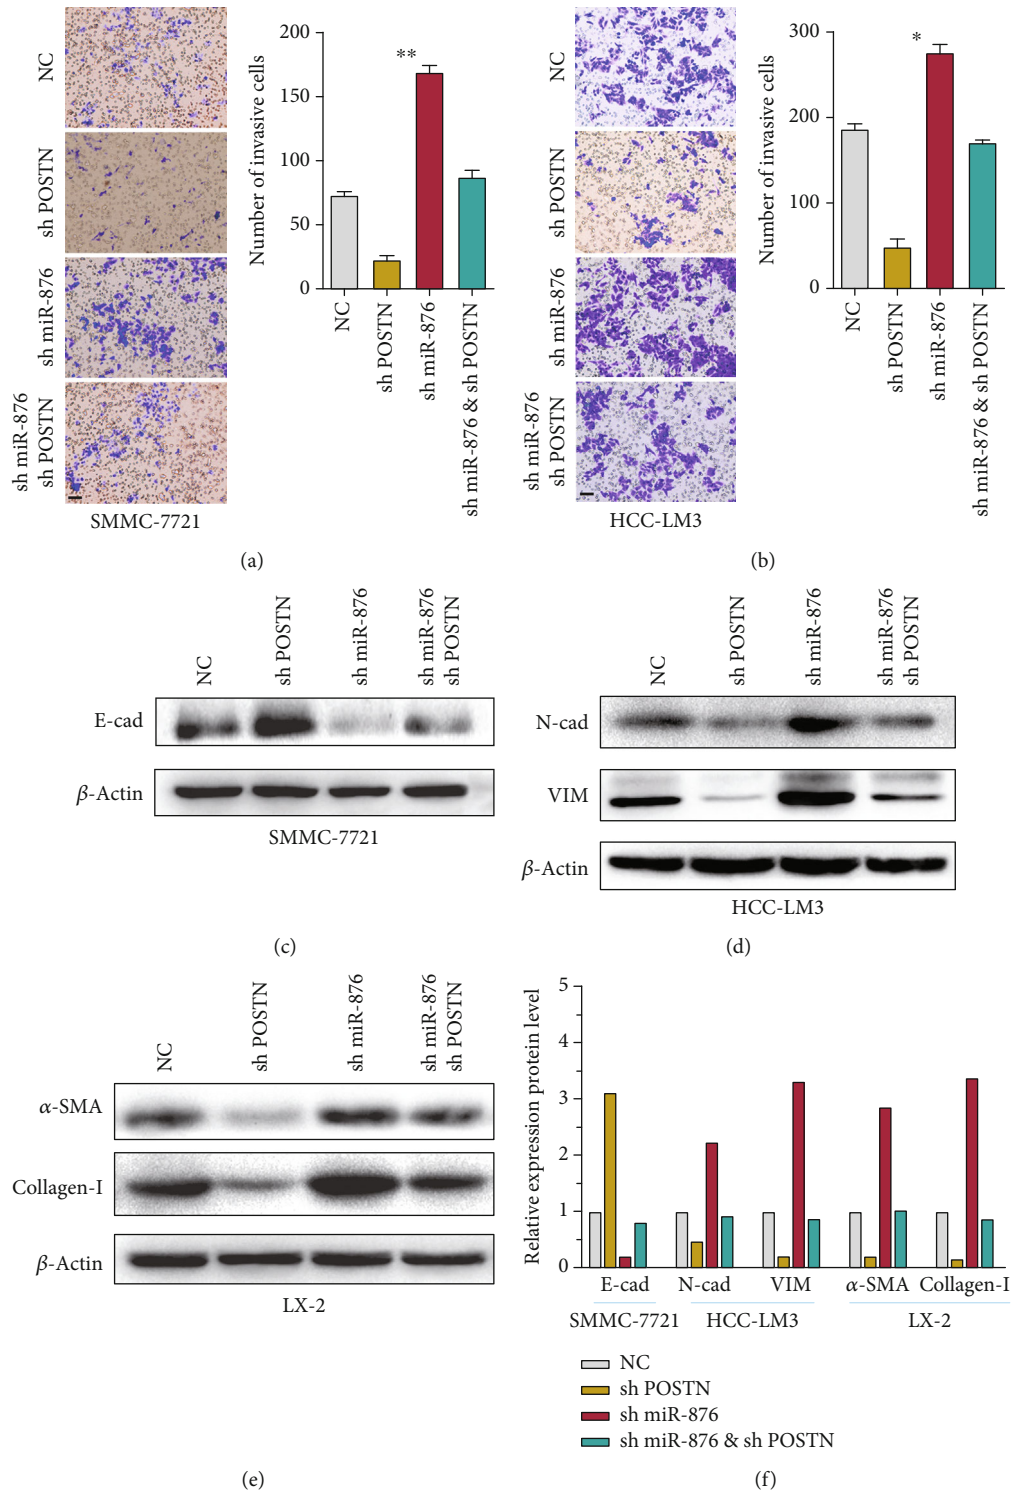 NC
sh POSTN
sh miR-876
sh miR-876
sh POSTN
SMMC-7721
Number of invasive cells
200
150
100
50
0
NC
sh POSTN
sh miR-876
sh miR-876 & sh POSTN
**
(a)
NC
sh POSTN
sh miR-876
sh miR-876
sh POSTN
HCC-LM3
Number of invasive cells
300
200
100
0
NC
sh POSTN
sh miR-876
sh miR-876 & sh POSTN
*
(b)
NC
sh POSTN
sh miR-876
sh miR-876
sh POSTN
E-cad
β-Actin
SMMC-7721
(c)
NC
sh POSTN
sh miR-876
sh miR-876
sh POSTN
N-cad
VIM
β-Actin
HCC-LM3
(d)
NC
sh POSTN
sh miR-876
sh miR-876
sh POSTN
α-SMA
Collagen-I
β-Actin
LX-2
(e)
Relative expression protein level
5
4
3
2
1
0
E-cad N-cad VIM α-SMA Collagen-I
SMMC-7721 HCC-LM3 LX-2
NC
sh POSTN
sh miR-876
sh miR-876 & sh POSTN
(f)